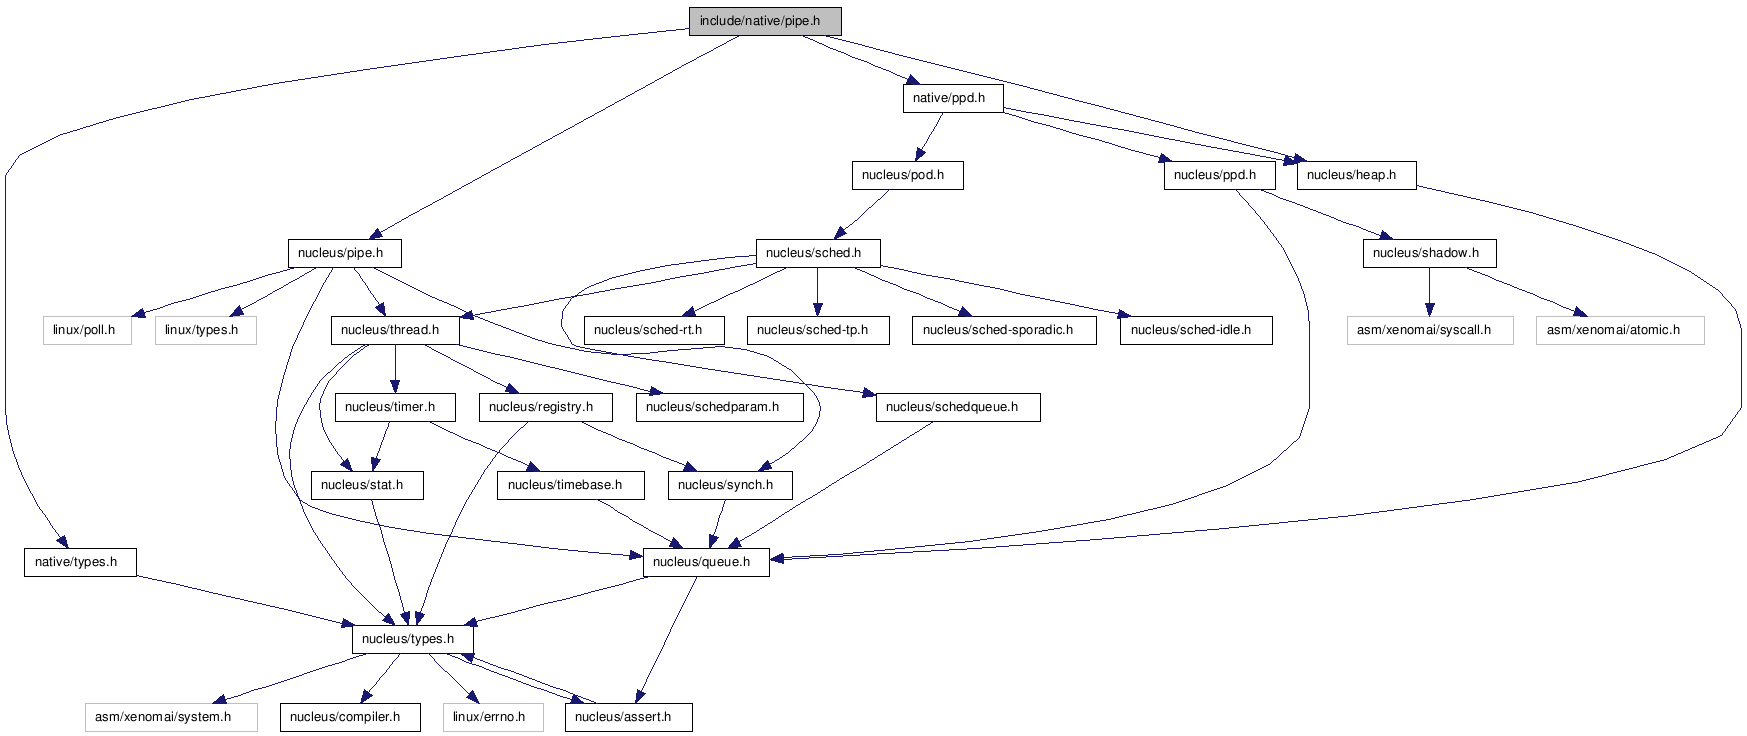 include/native/pipe.h
native/ppd.h
nucleus/pod.h
nucleus/ppd.h
nucleus/heap.h
nucleus/pipe.h
nucleus/sched.h
nucleus/shadow.h
linux/poll.h
linux/types.h
nucleus/thread.h
nucleus/sched-rt.h
nucleus/sched-tp.h
nucleus/sched-sporadic.h
nucleus/sched-idle.h
asm/xenomai/syscall.h
asm/xenomai/atomic.h
nucleus/timer.h
nucleus/registry.h
nucleus/schedparam.h
nucleus/schedqueue.h
nucleus/stat.h
nucleus/timebase.h
nucleus/synch.h
native/types.h
nucleus/queue.h
nucleus/types.h
asm/xenomai/system.h
nucleus/compiler.h
linux/errno.h
nucleus/assert.h